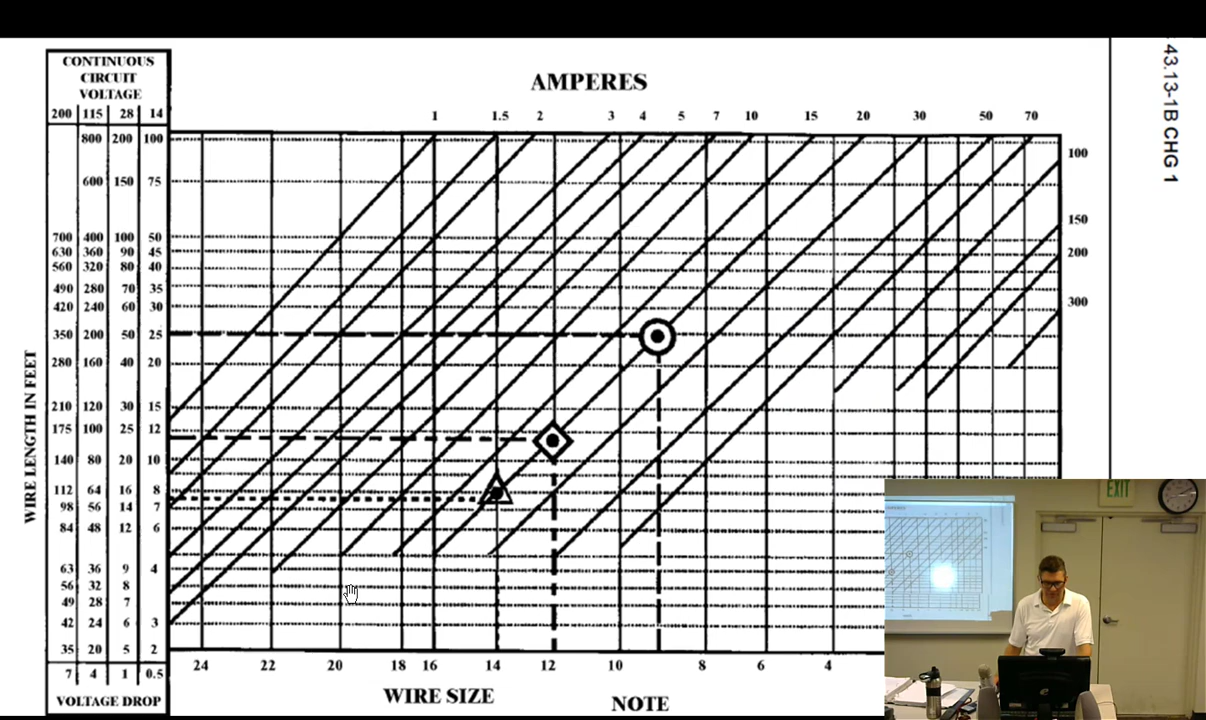 CONTINUOUS
CIRCUIT
VOLTAGE
200 115 28 14
AMPERES
1 1.5 2 3 4 5 7 10 15 20 30 50 70
43.13-1B CHG 1
800 200 100
100
600 150 75
150
700 400 100 50
630 360 90 45
200
560 320 80 40
490 280 70 35
300
420 240 60 30
350 200 50 25
280 160 40 20
210 120 30 15
175 100 25 12
140 80 20 10
112 64 16 8
98 56 14 7
84 48 12 6
63 36 9 4
56 32 8
49 28 7
42 24 6 3
35 20 5 2
WIRE LENGTH IN FEET
EXIT
7 4 1 0.5
24 22 20 18 16 14 12 10 8 6 4
VOLTAGE DROP
WIRE SIZE
NOTE